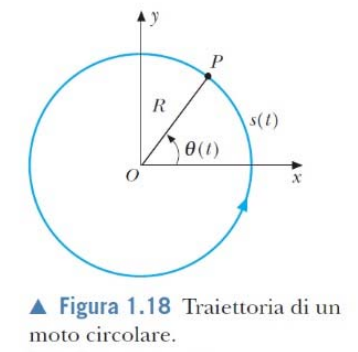 y
P
R
s(t)
θ(t)
O
x
▲ Figura 1.18 Traiettoria di un
moto circolare.